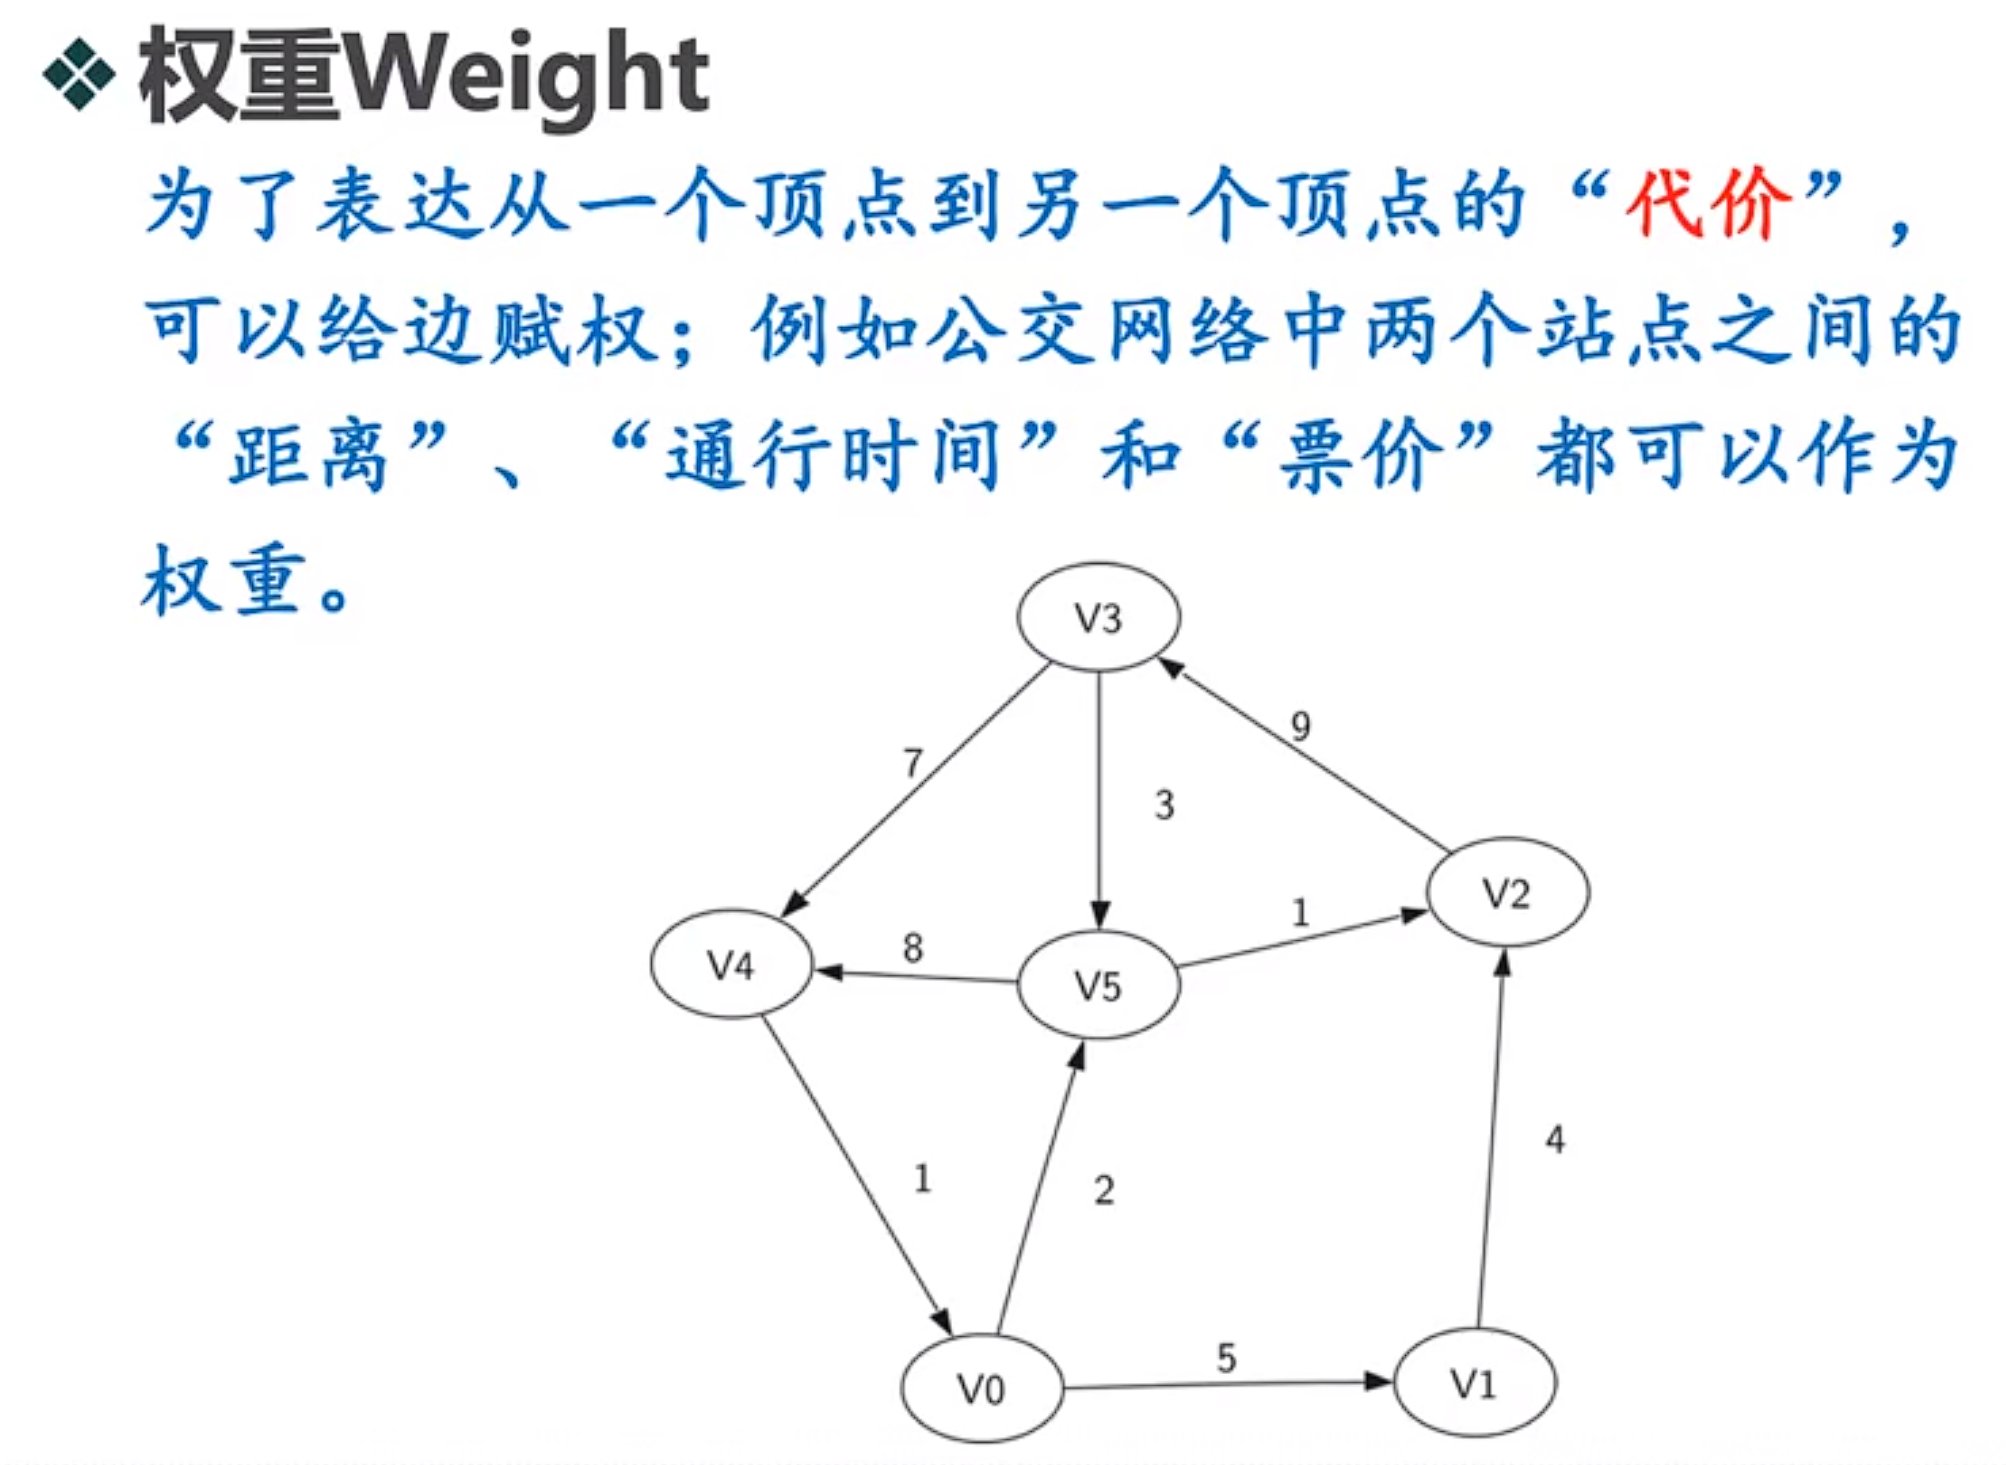 权重Weight
为了表达从一个顶点到另一个顶点的“代价”，
可以给边赋权；例如公交网络中两个站点之间的
“距离”、“通行时间”和“票价”都可以作为
权重。
V3
9
7
3
V2
1
8
V4
V5
4
1
2
5
V1
V0